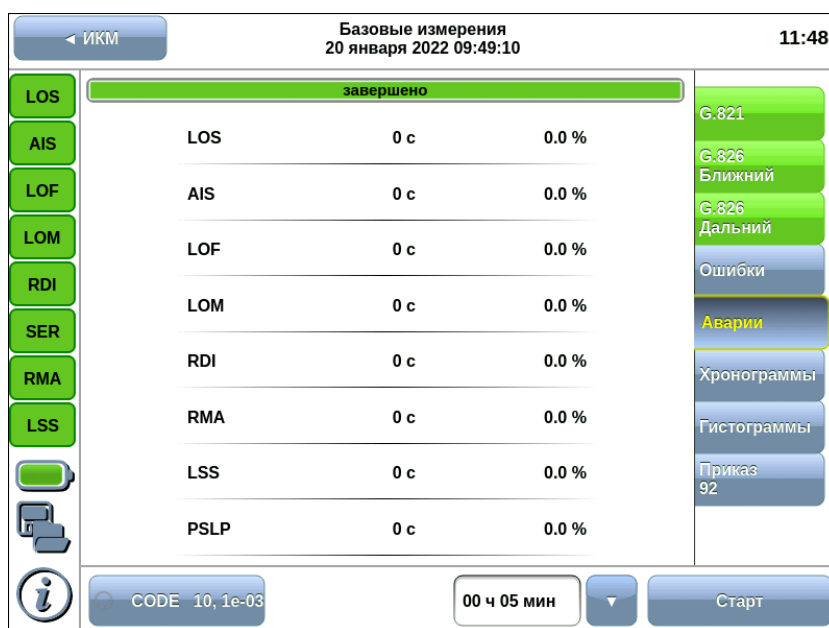 ◄ ИКМ
Базовые измерения
20 января 2022 09:49:10
11:48
LOS
AIS
LOF
LOM
RDI
SER
RMA
LSS
завершено
LOS 0 с 0.0 %
AIS 0 с 0.0 %
LOF 0 с 0.0 %
LOM 0 с 0.0 %
RDI 0 с 0.0 %
RMA 0 с 0.0 %
LSS 0 с 0.0 %
PSLP 0 с 0.0 %
G.821
G.826
Ближний
G.826
Дальний
Ошибки
Аварии
Хронограммы
Гистограммы
Приказ
92
i
CODE 10, 1e-03
00 ч 05 мин
▼
Старт